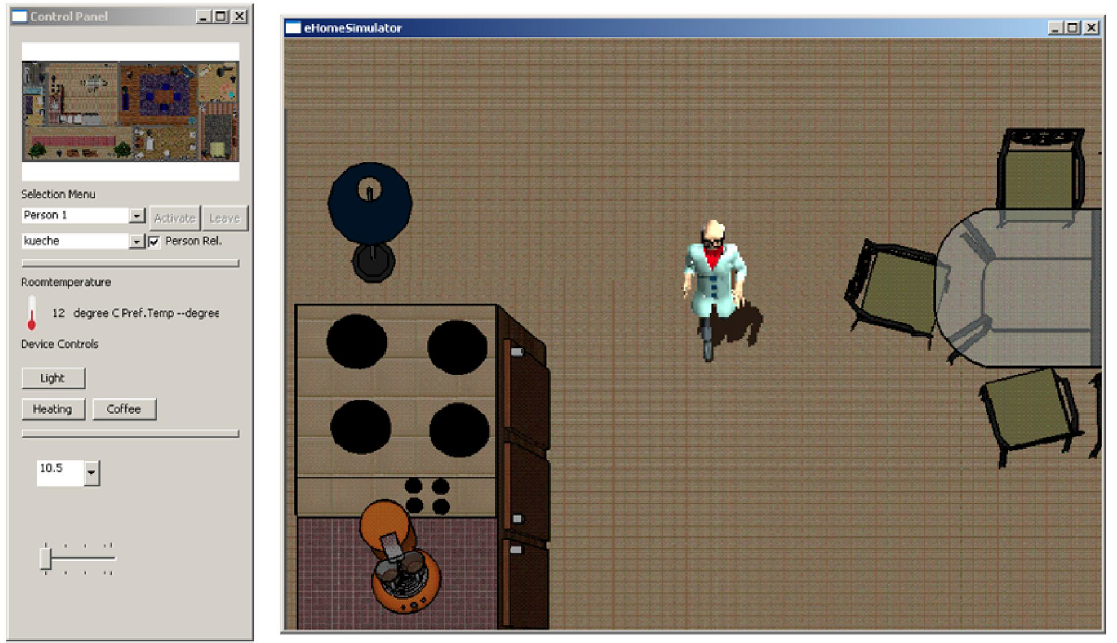 Control Panel
Selection Menu
Person 1
Activate Leave
kueche
Person Rel.
Roomtemperature
12 degree C Pref.Temp --degree
Device Controls
Light
Heating Coffee
10.5
eHomeSimulator